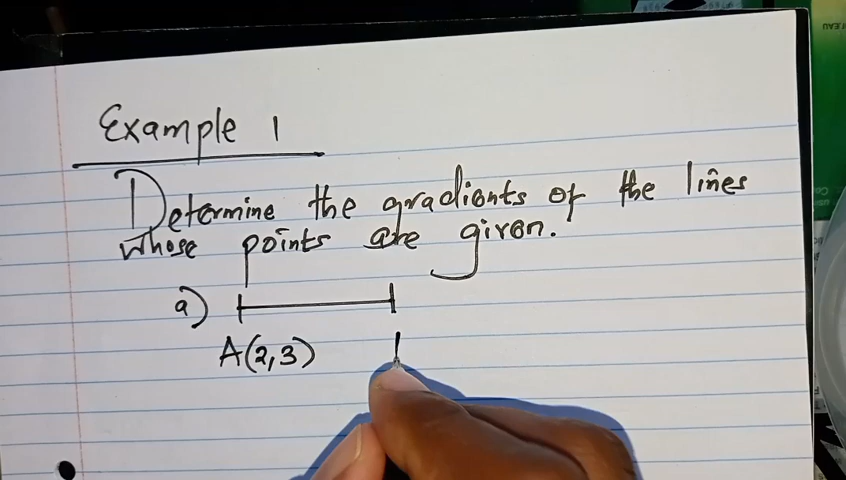 Example 1
Determine the gradients of the lines
whose points are given.
a)
A(2,3)